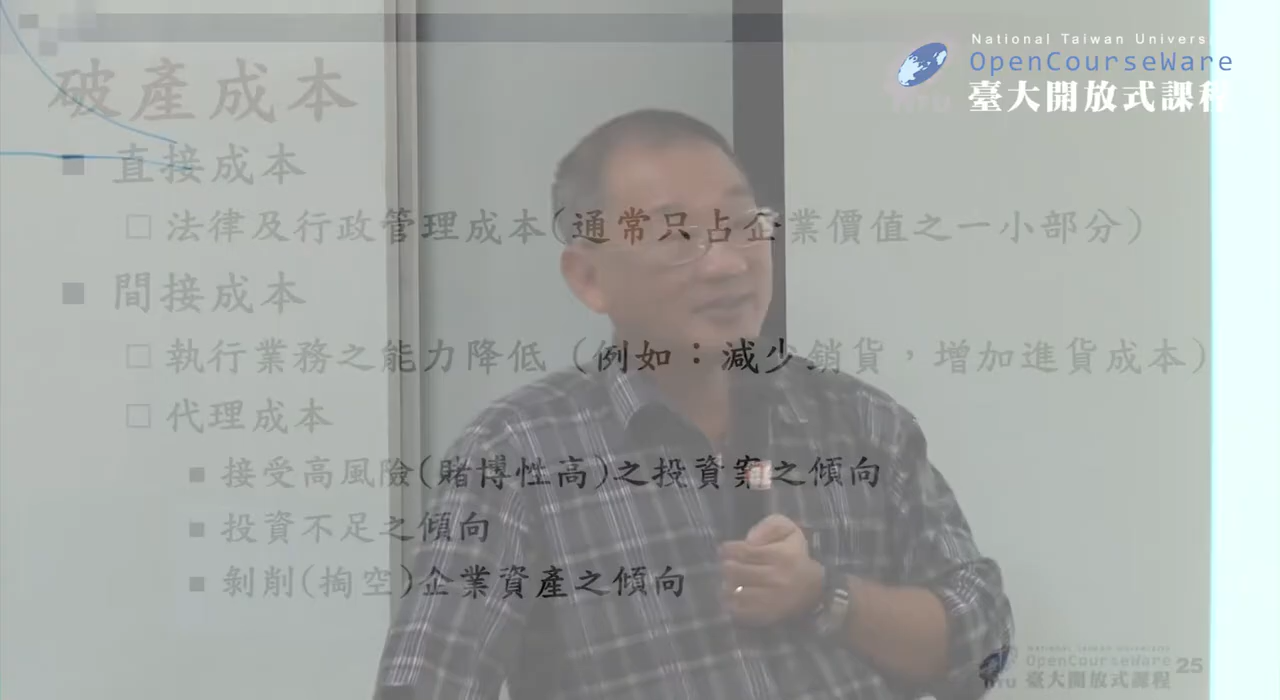 National Taiwan Univers
OpenCourseWare
臺大開放式課程
破產成本
直接成本
法律及行政管理成本(通常只占企業價值之一小部分)
間接成本
執行業務之能力降低 (例如：減少銷貨，增加進貨成本)
代理成本
接受高風險(賭博性高)之投資案之傾向
投資不足之傾向
剝削(掏空)企業資產之傾向
National Taiwan University
OpenCourseWare
臺大開放式課程
25